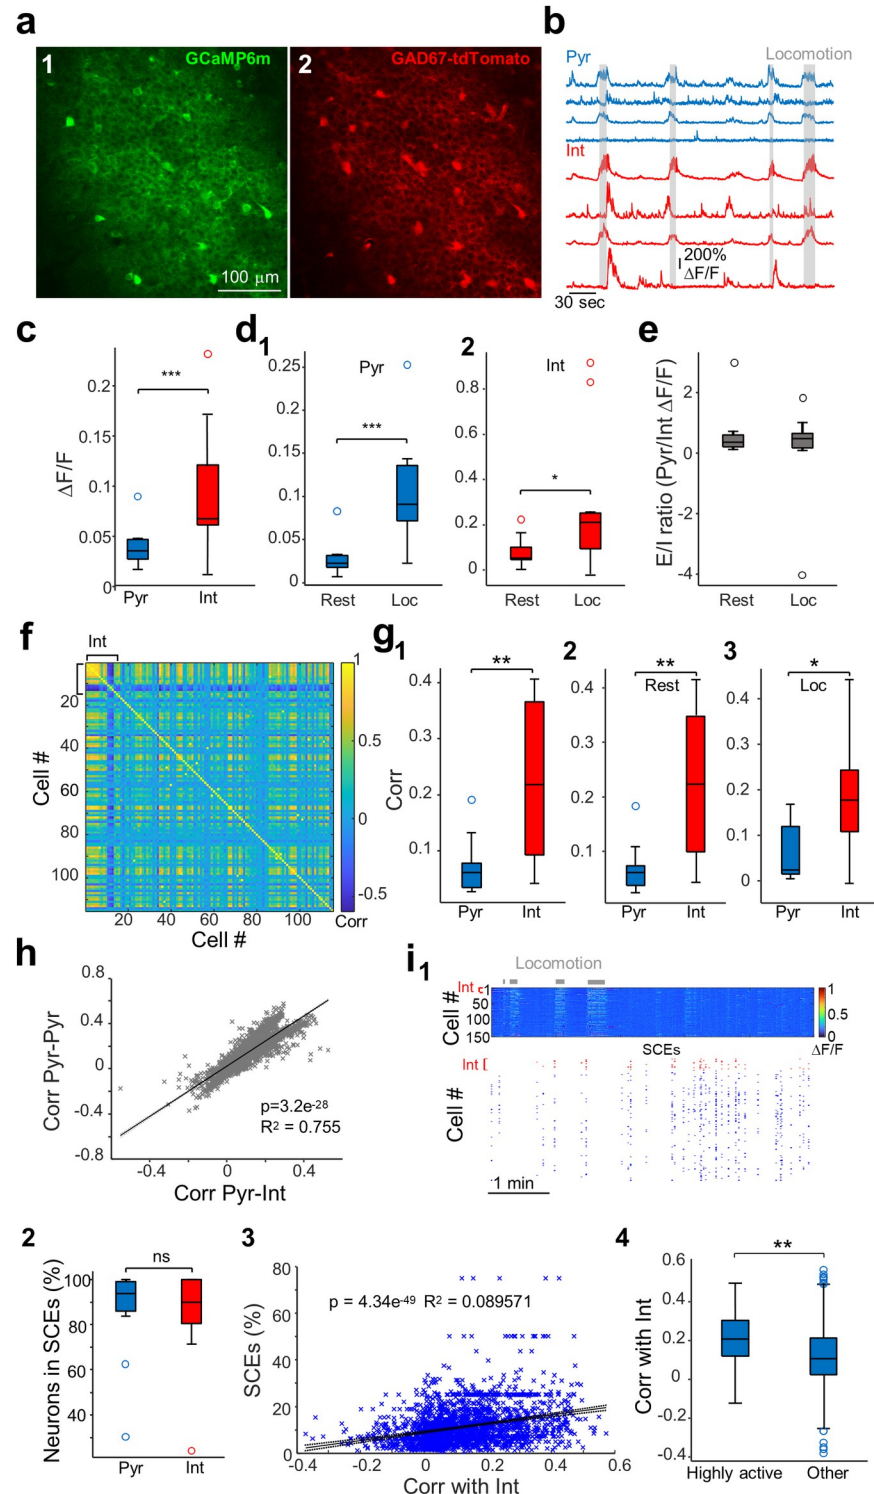 a
1
GCaMP6m
2
GAD67-tdTomato
100 μm
b
Pyr
Locomotion
Int
200%
ΔF/F
30 sec
c
***
ΔF/F
0.2
0.15
0.1
0.05
0
Pyr Int
d1
Pyr
***
0.25
0.2
0.15
0.1
0.05
0
Rest Loc
2
Int
*
0.8
0.6
0.4
0.2
0
Rest Loc
e
E/I ratio (Pyr/Int ΔF/F)
2
0
-2
-4
Rest Loc
f
Int
Cell #
20
40
60
80
100
20 40 60 80 100
Cell #
1
0.5
0
-0.5
Corr
g1
**
Corr
0.4
0.3
0.2
0.1
Pyr Int
2
**
Rest
0.4
0.3
0.2
0.1
Pyr Int
3
*
Loc
0.4
0.3
0.2
0.1
0
Pyr Int
h
Corr Pyr-Pyr
0.8
0.4
0
-0.4
-0.8
p=3.2e-28
R2 = 0.755
-0.4 0 0.4
Corr Pyr-Int
i1
Locomotion
Int
Cell #
1
50
100
150
1
0.5
0
ΔF/F
SCEs
Int
Cell #
1 min
2
ns
Neurons in SCEs (%)
100
80
60
40
Pyr Int
3
SCEs (%)
80
60
40
20
0
p = 4.34e-49 R2 = 0.089571
-0.4 -0.2 0 0.2 0.4 0.6
Corr with Int
4
**
Corr with Int
0.6
0.4
0.2
0
-0.2
-0.4
Highly active Other